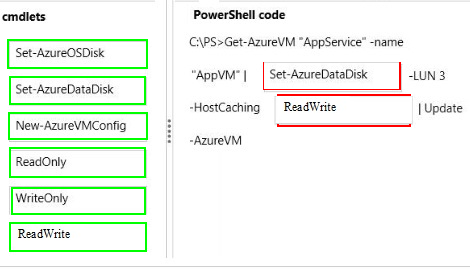 cmdlets
Set-AzureOSDisk
Set-AzureDataDisk
New-AzureVMConfig
ReadOnly
WriteOnly
ReadWrite
PowerShell code
C:\PS>Get-AzureVM "AppService" -name
"AppVM" | Set-AzureDataDisk -LUN 3
-HostCaching ReadWrite | Update
-AzureVM